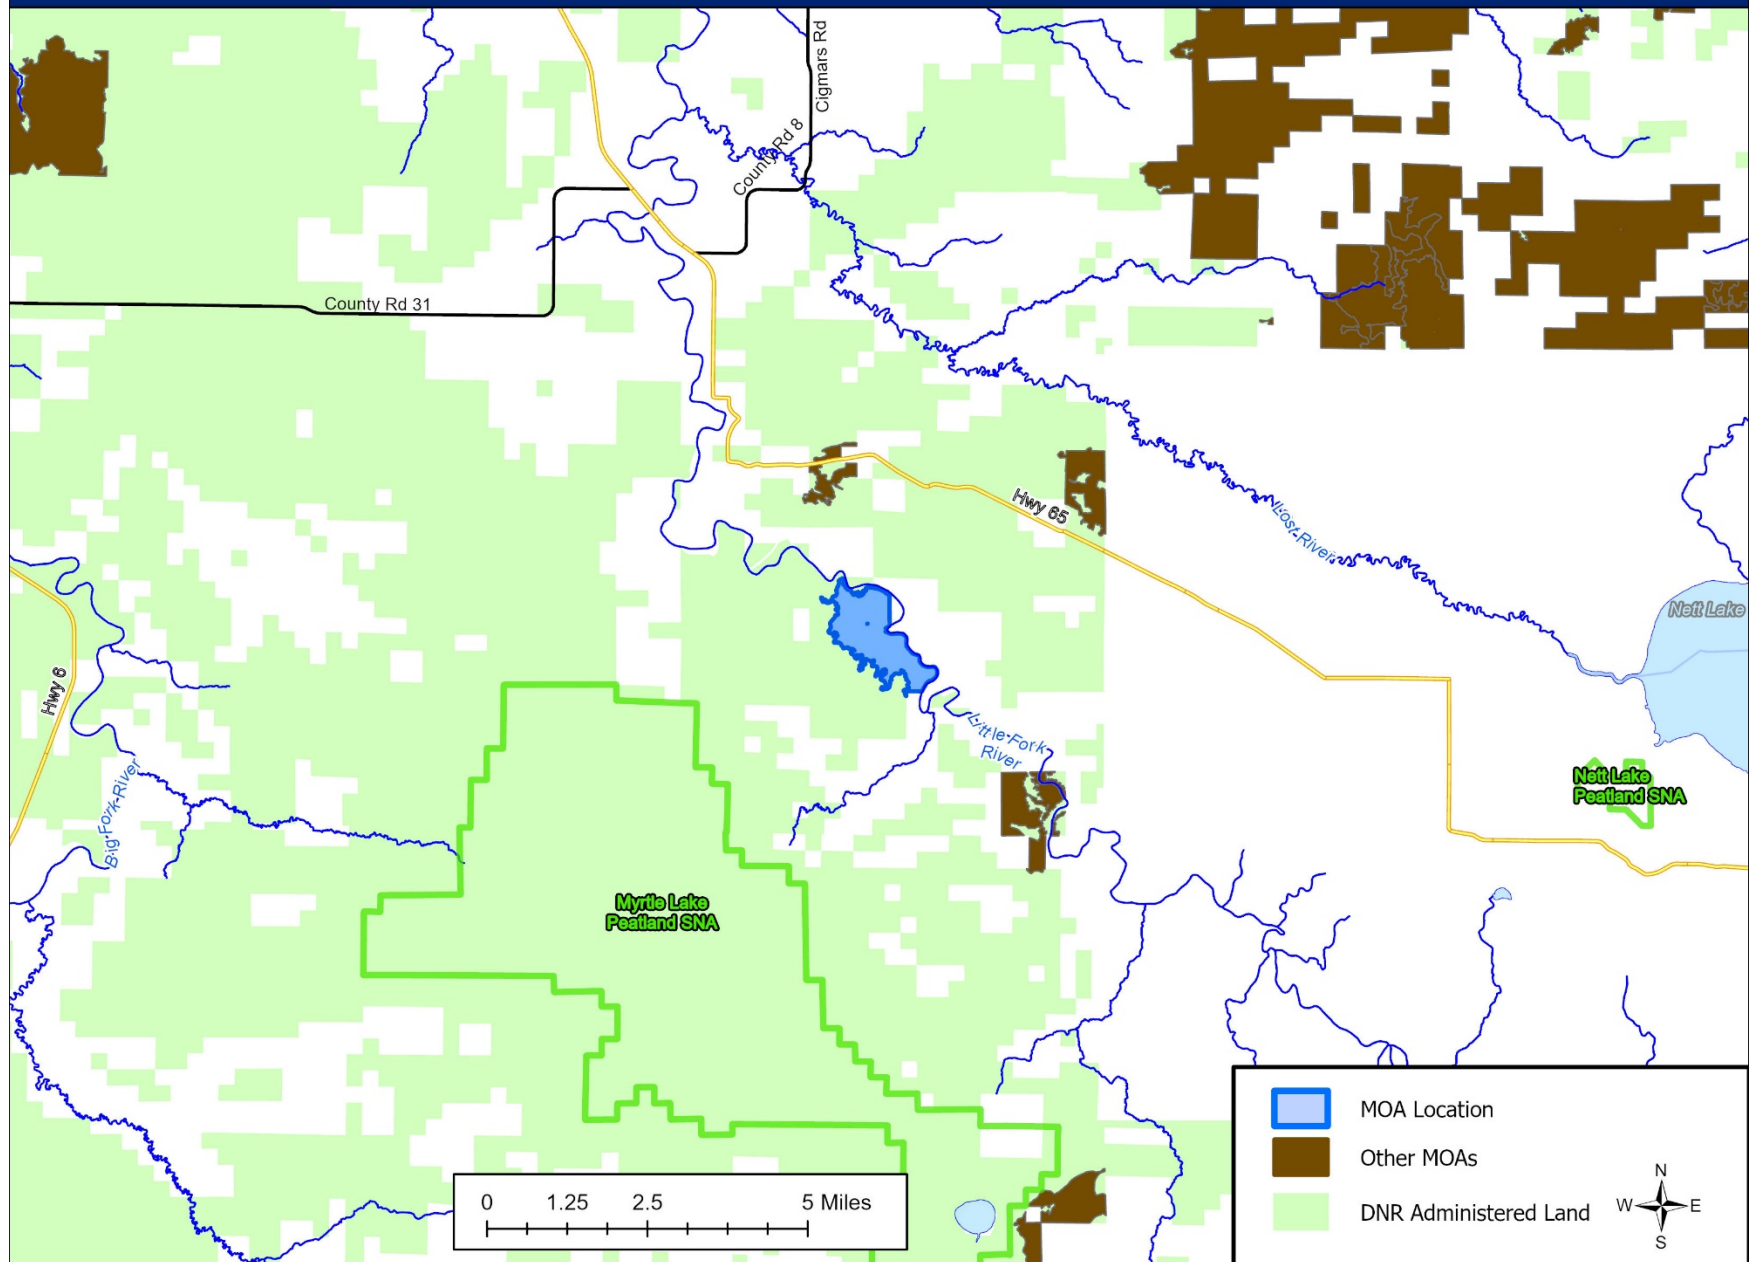 Cigmars Rd
County Rd 8
County Rd 31
Hwy 65
Lost River
Nett Lake
Hwy 6
Little Fork
River
Big Fork River
Nett Lake
Peatland SNA
Myrtle Lake
Peatland SNA
MOA Location
Other MOAs
DNR Administered Land
N
W E
S
0 1.25 2.5 5 Miles